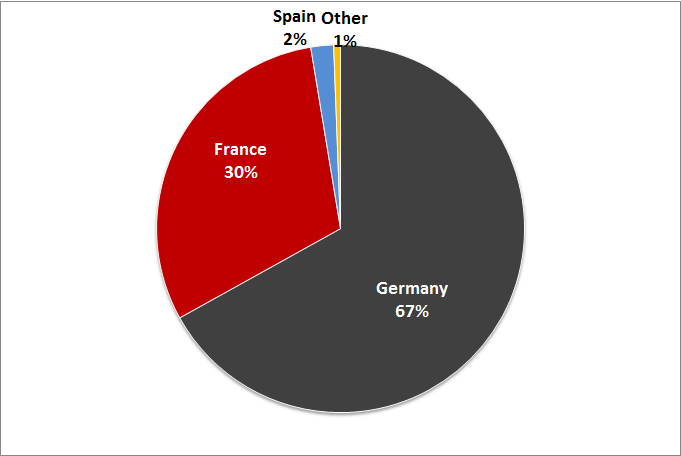 Spain
2%
Other
1%
France
30%
Germany
67%